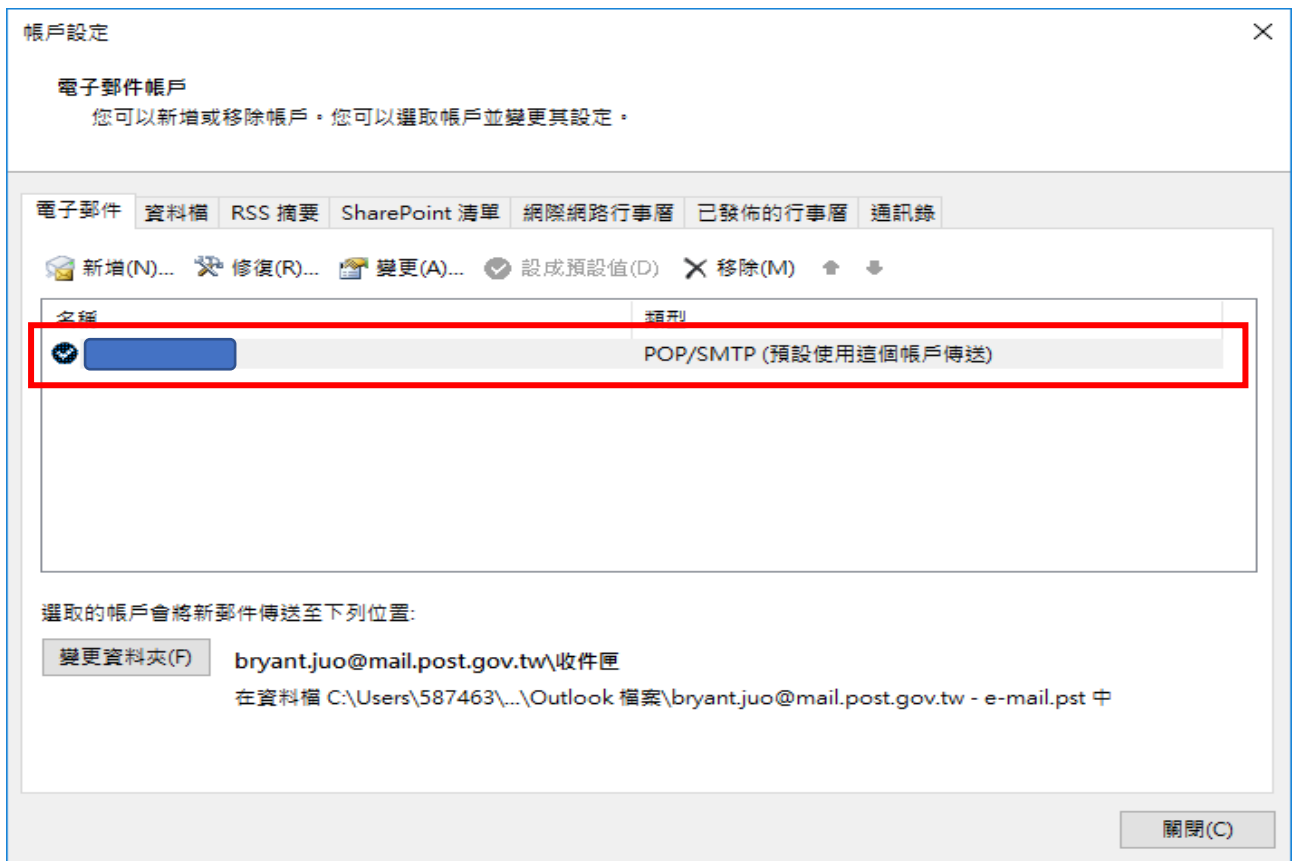 帳戶設定
電子郵件帳戶
您可以新增或移除帳戶。您可以選取帳戶並變更其設定。
電子郵件 資料檔 RSS 摘要 SharePoint 清單 網際網路行事曆 已發佈的行事曆 通訊錄
新增(N)... 修復(R)... 變更(A)... 設成預設值(D) 移除(M)
名稱 類型
POP/SMTP (預設使用這個帳戶傳送)
選取的帳戶會將新郵件傳送至下列位置:
變更資料夾(F) bryant.juo@mail.post.gov.tw\收件匣
在資料檔 C:\Users\587463\...\Outlook 檔案\bryant.juo@mail.post.gov.tw - e-mail.pst 中
關閉(C)